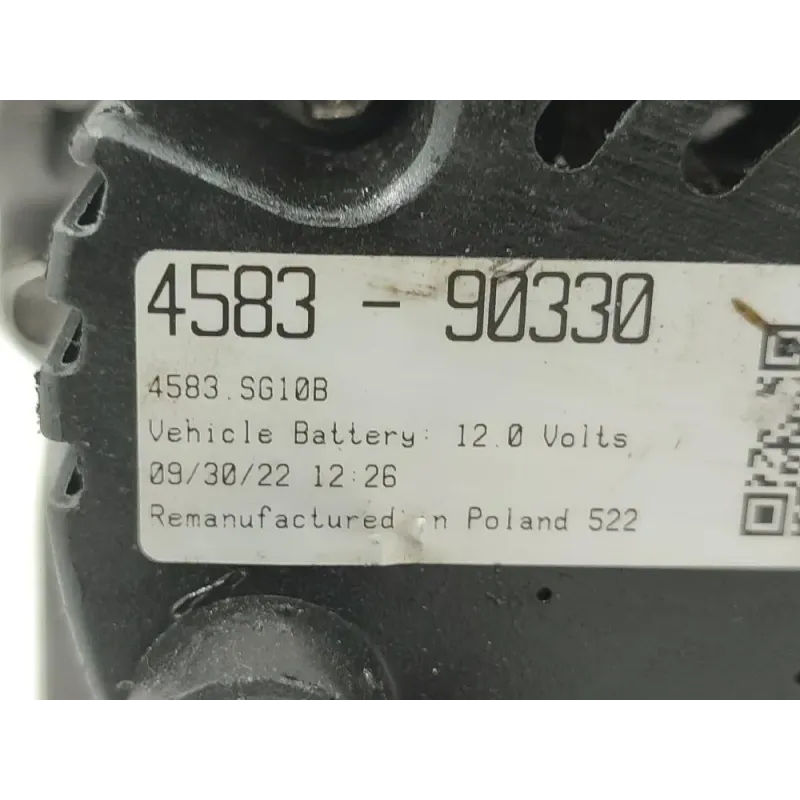 4583 - 90330
4583.SG10B
Vehicle Battery: 12.0 Volts
09/30/22 12:26
Remanufactured in Poland 522